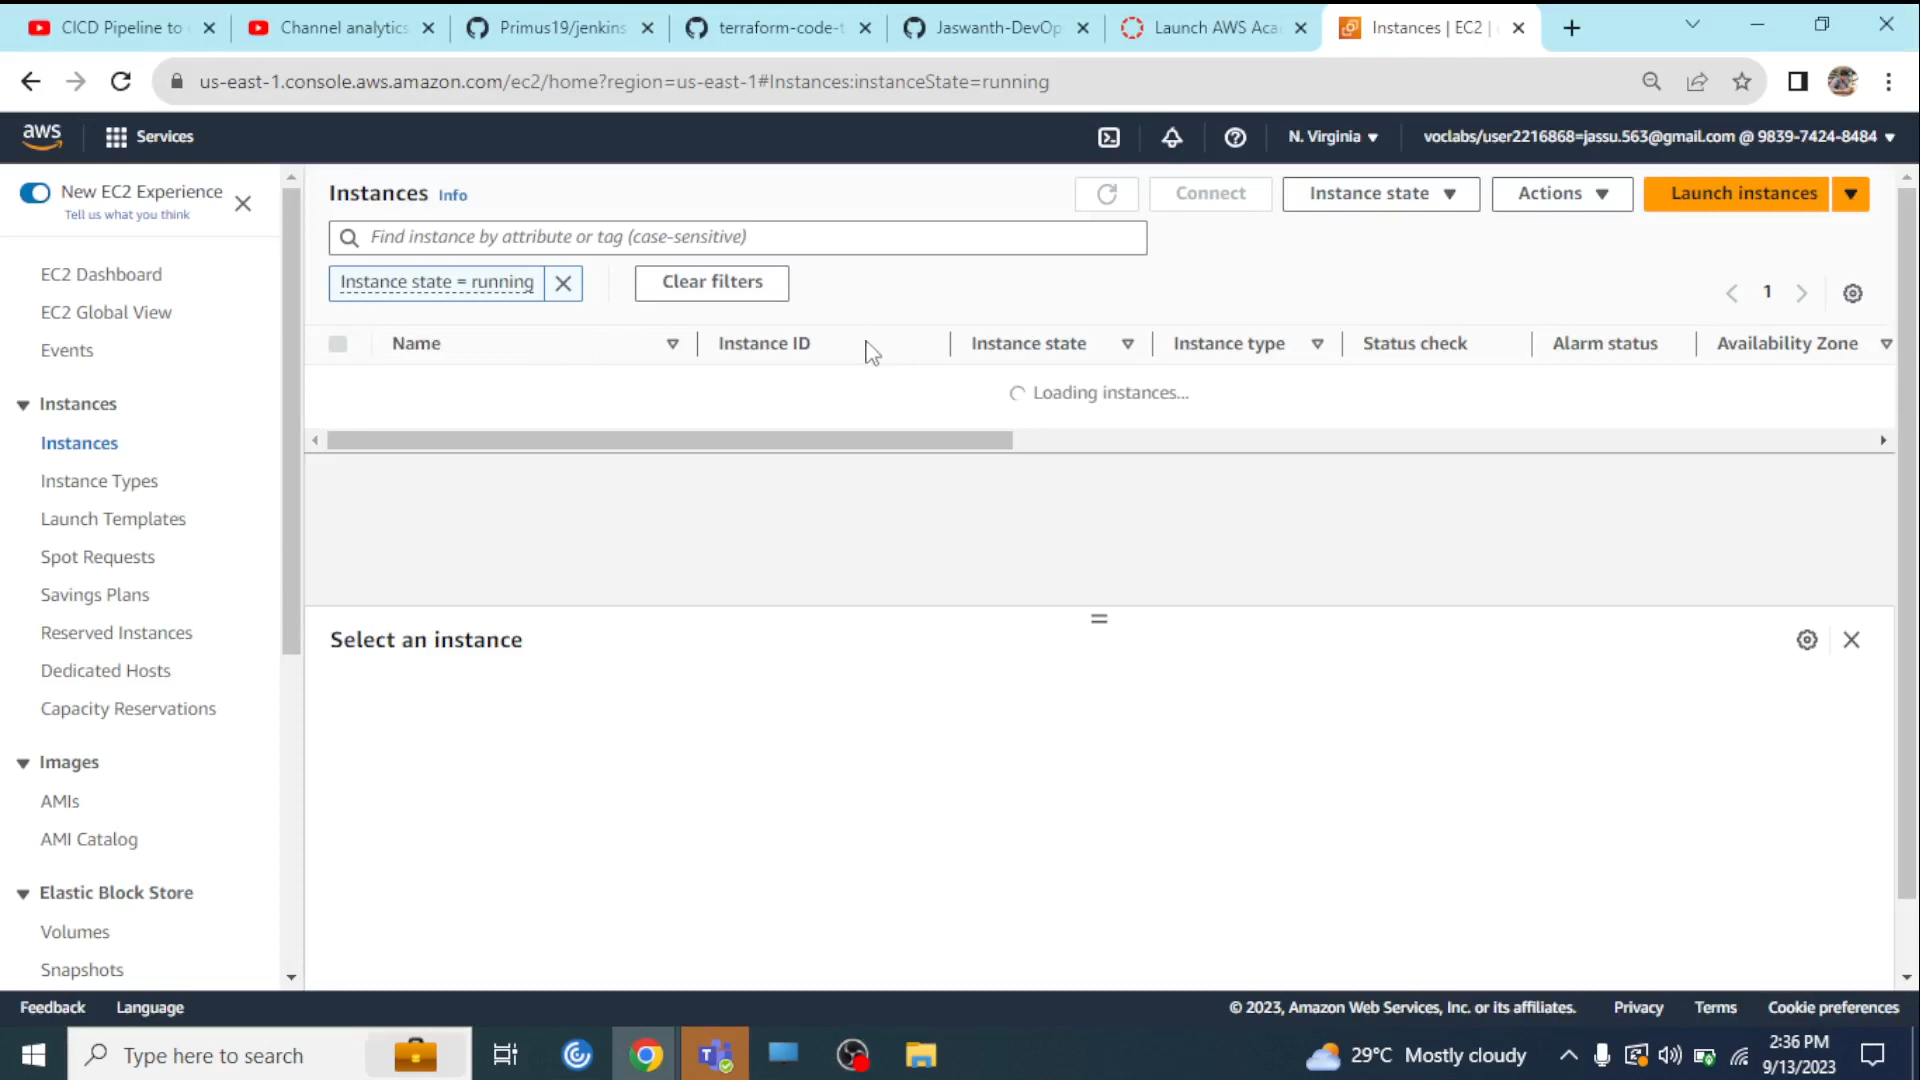 CICD Pipeline to
Channel analytics
Primus19/jenkins
terraform-code-t
Jaswanth-DevOp
Launch AWS Aca
Instances | EC2 |
us-east-1.console.aws.amazon.com/ec2/home?region=us-east-1#Instances:instanceState=running
aws
Services
N. Virginia
voclabs/user2216868=jassu.563@gmail.com @ 9839-7424-8484
New EC2 Experience
Tell us what you think
EC2 Dashboard
EC2 Global View
Events
Instances
Instances
Instance Types
Launch Templates
Spot Requests
Savings Plans
Reserved Instances
Dedicated Hosts
Capacity Reservations
Images
AMIs
AMI Catalog
Elastic Block Store
Volumes
Snapshots
Instances Info
Connect
Instance state
Actions
Launch instances
Find instance by attribute or tag (case-sensitive)
Instance state = running
Clear filters
1
Name Instance ID Instance state Instance type Status check Alarm status Availability Zone
Loading instances...
Select an instance
Feedback Language
© 2023, Amazon Web Services, Inc. or its affiliates. Privacy Terms Cookie preferences
Type here to search
29°C Mostly cloudy
2:36 PM
9/13/2023